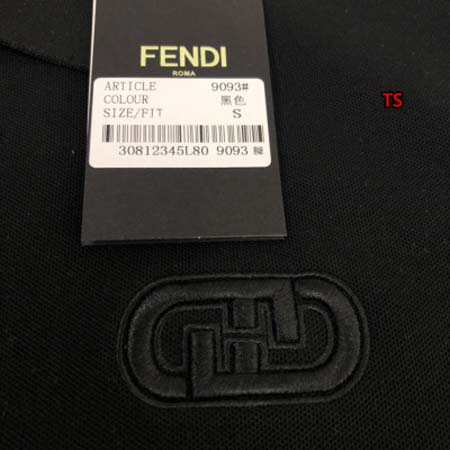 FENDI
ROMA
ARTICLE 9093#
COLOUR 黑色
SIZE/FIT S
30812345L80 9093
TS